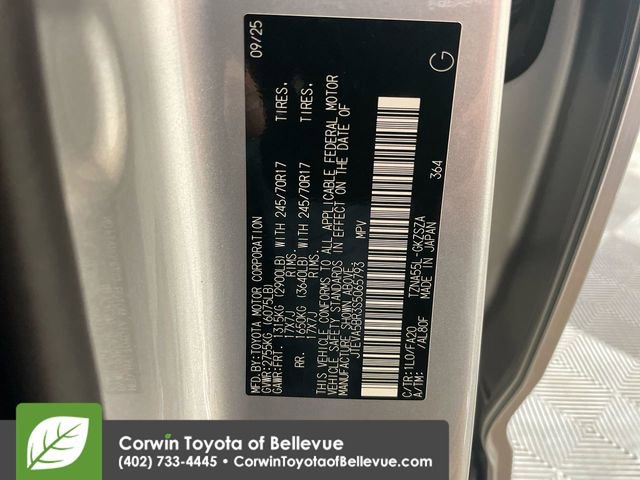 MFD.BY:TOYOTA MOTOR CORPORATION 09/25
GVWR:2755KG (6075LB)
GAWR:FRT. 1315KG (2900LB) WITH 245/70R17 TIRES,
17X7J RIMS,
RR. 1650KG (3640LB) WITH 245/70R17 TIRES,
17X7J RIMS.
THIS VEHICLE CONFORMS TO ALL APPLICABLE FEDERAL MOTOR
VEHICLE SAFETY STANDARDS IN EFFECT ON THE DATE OF
MANUFACTURE SHOWN ABOVE.
JTEVA5BR3S5065793 MPV
C/TR:1L0/FA20 TZNA55L-GKZSZA 364
A/TM: /AL80F MADE IN JAPAN
G
Corwin Toyota of Bellevue
(402) 733-4445 • CorwinToyotaofBellevue.com